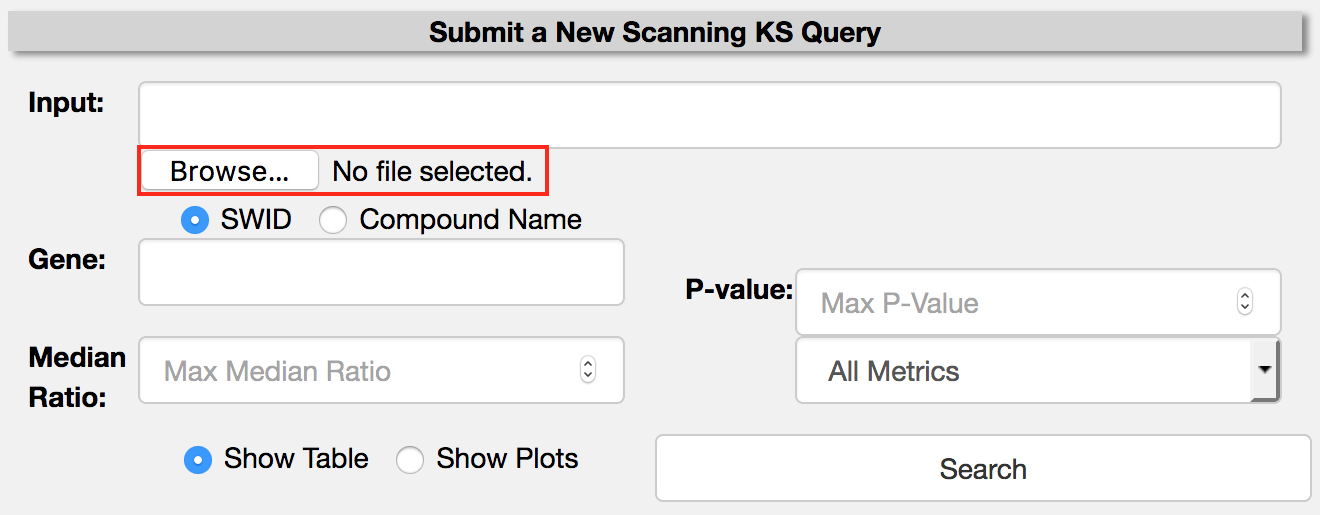 Submit a New Scanning KS Query
Input:
Browse... No file selected.
SWID Compound Name
Gene:
P-value: Max P-Value
Median Ratio: Max Median Ratio
All Metrics
Show Table Show Plots
Search